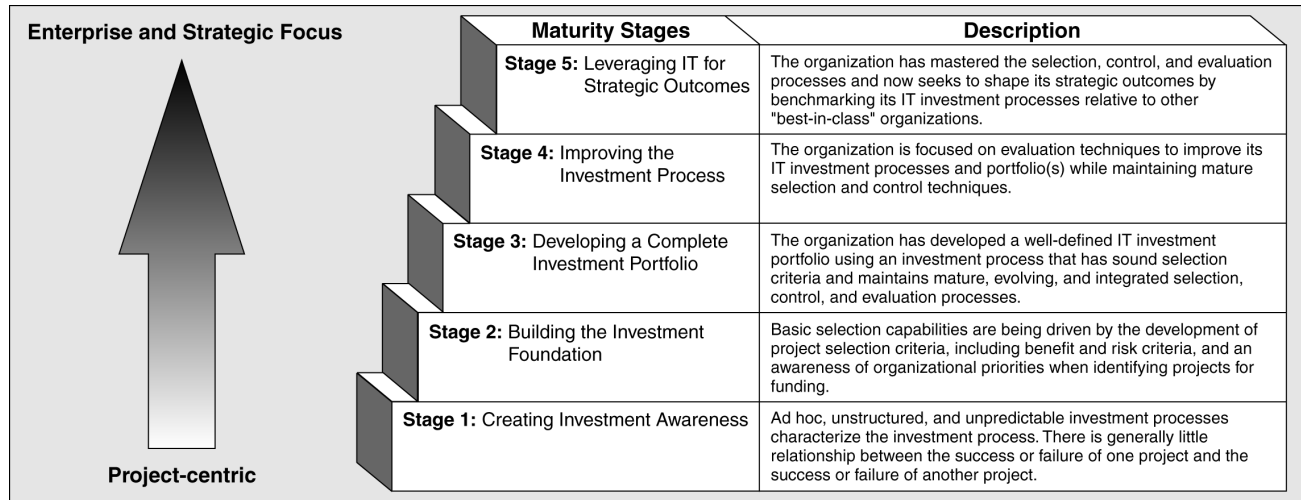 Enterprise and Strategic Focus
Project-centric
Maturity Stages
Description
Stage 5: Leveraging IT for
Strategic Outcomes
The organization has mastered the selection, control, and evaluation
processes and now seeks to shape its strategic outcomes by
benchmarking its IT investment processes relative to other
"best-in-class" organizations.
Stage 4: Improving the
Investment Process
The organization is focused on evaluation techniques to improve its
IT investment processes and portfolio(s) while maintaining mature
selection and control techniques.
Stage 3: Developing a Complete
Investment Portfolio
The organization has developed a well-defined IT investment
portfolio using an investment process that has sound selection
criteria and maintains mature, evolving, and integrated selection,
control, and evaluation processes.
Stage 2: Building the Investment
Foundation
Basic selection capabilities are being driven by the development of
project selection criteria, including benefit and risk criteria, and an
awareness of organizational priorities when identifying projects for
funding.
Stage 1: Creating Investment Awareness
Ad hoc, unstructured, and unpredictable investment processes
characterize the investment process. There is generally little
relationship between the success or failure of one project and the
success or failure of another project.